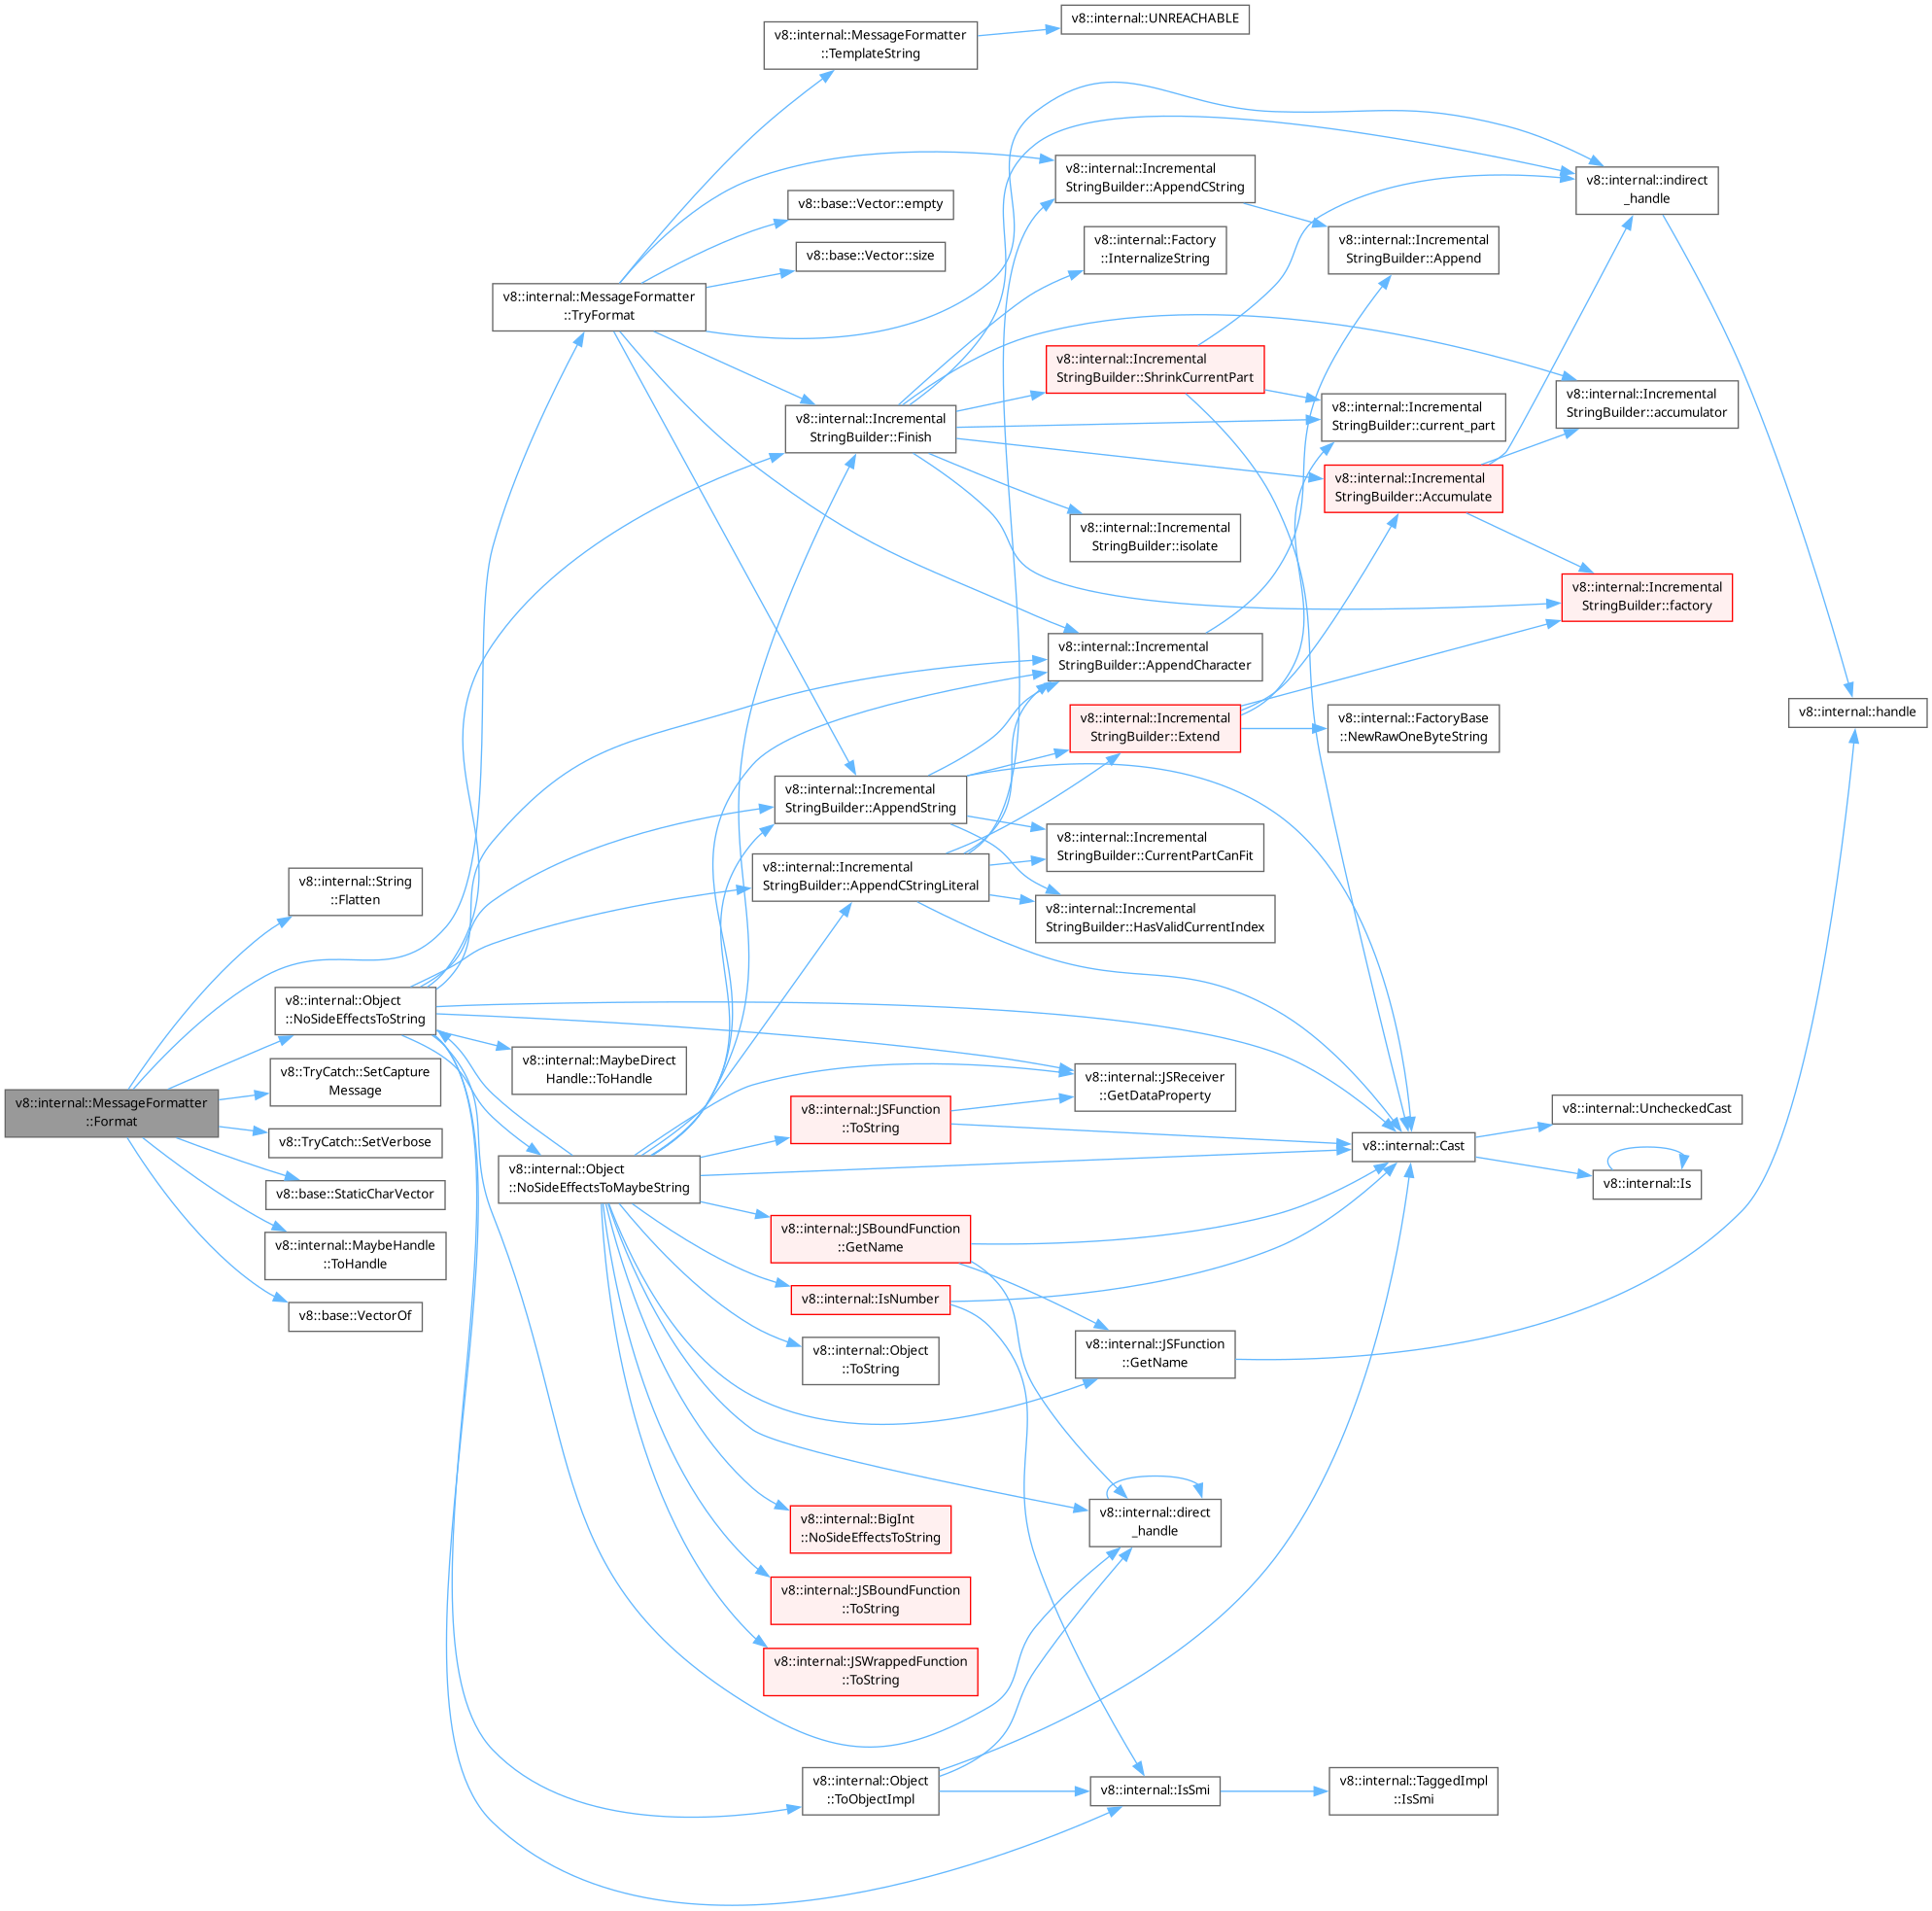 v8::internal::MessageFormatter
::Format
v8::internal::String
::Flatten
v8::internal::Object
::NoSideEffectsToString
v8::TryCatch::SetCapture
Message
v8::TryCatch::SetVerbose
v8::base::StaticCharVector
v8::internal::MaybeHandle
::ToHandle
v8::base::VectorOf
v8::internal::MessageFormatter
::TryFormat
v8::internal::MaybeDirect
Handle::ToHandle
v8::internal::Object
::NoSideEffectsToMaybeString
v8::internal::MessageFormatter
::TemplateString
v8::base::Vector::empty
v8::base::Vector::size
v8::internal::Incremental
StringBuilder::Finish
v8::internal::Incremental
StringBuilder::AppendString
v8::internal::Incremental
StringBuilder::AppendCStringLiteral
v8::internal::JSFunction
::ToString
v8::internal::JSBoundFunction
::GetName
v8::internal::IsNumber
v8::internal::Object
::ToString
v8::internal::BigInt
::NoSideEffectsToString
v8::internal::JSBoundFunction
::ToString
v8::internal::JSWrappedFunction
::ToString
v8::internal::Object
::ToObjectImpl
v8::internal::UNREACHABLE
v8::internal::Incremental
StringBuilder::AppendCString
v8::internal::Factory
::InternalizeString
v8::internal::Incremental
StringBuilder::ShrinkCurrentPart
v8::internal::Incremental
StringBuilder::isolate
v8::internal::Incremental
StringBuilder::AppendCharacter
v8::internal::Incremental
StringBuilder::Extend
v8::internal::Incremental
StringBuilder::CurrentPartCanFit
v8::internal::Incremental
StringBuilder::HasValidCurrentIndex
v8::internal::JSReceiver
::GetDataProperty
v8::internal::JSFunction
::GetName
v8::internal::direct
_handle
v8::internal::IsSmi
v8::internal::Incremental
StringBuilder::Append
v8::internal::Incremental
StringBuilder::current_part
v8::internal::Incremental
StringBuilder::Accumulate
v8::internal::FactoryBase
::NewRawOneByteString
v8::internal::Cast
v8::internal::TaggedImpl
::IsSmi
v8::internal::indirect
_handle
v8::internal::Incremental
StringBuilder::accumulator
v8::internal::Incremental
StringBuilder::factory
v8::internal::UncheckedCast
v8::internal::Is
v8::internal::handle